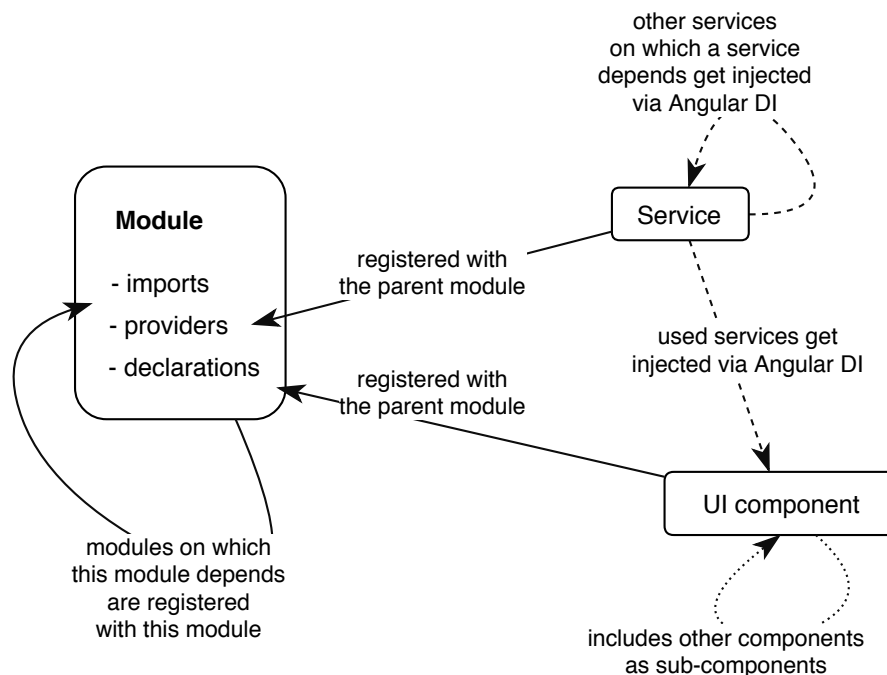 other services
on which a service
depends get injected
via Angular DI
Service
Module
- imports
- providers
- declarations
registered with
the parent module
used services get
injected via Angular DI
registered with
the parent module
UI component
modules on which
this module depends
are registered
with this module
includes other components
as sub-components